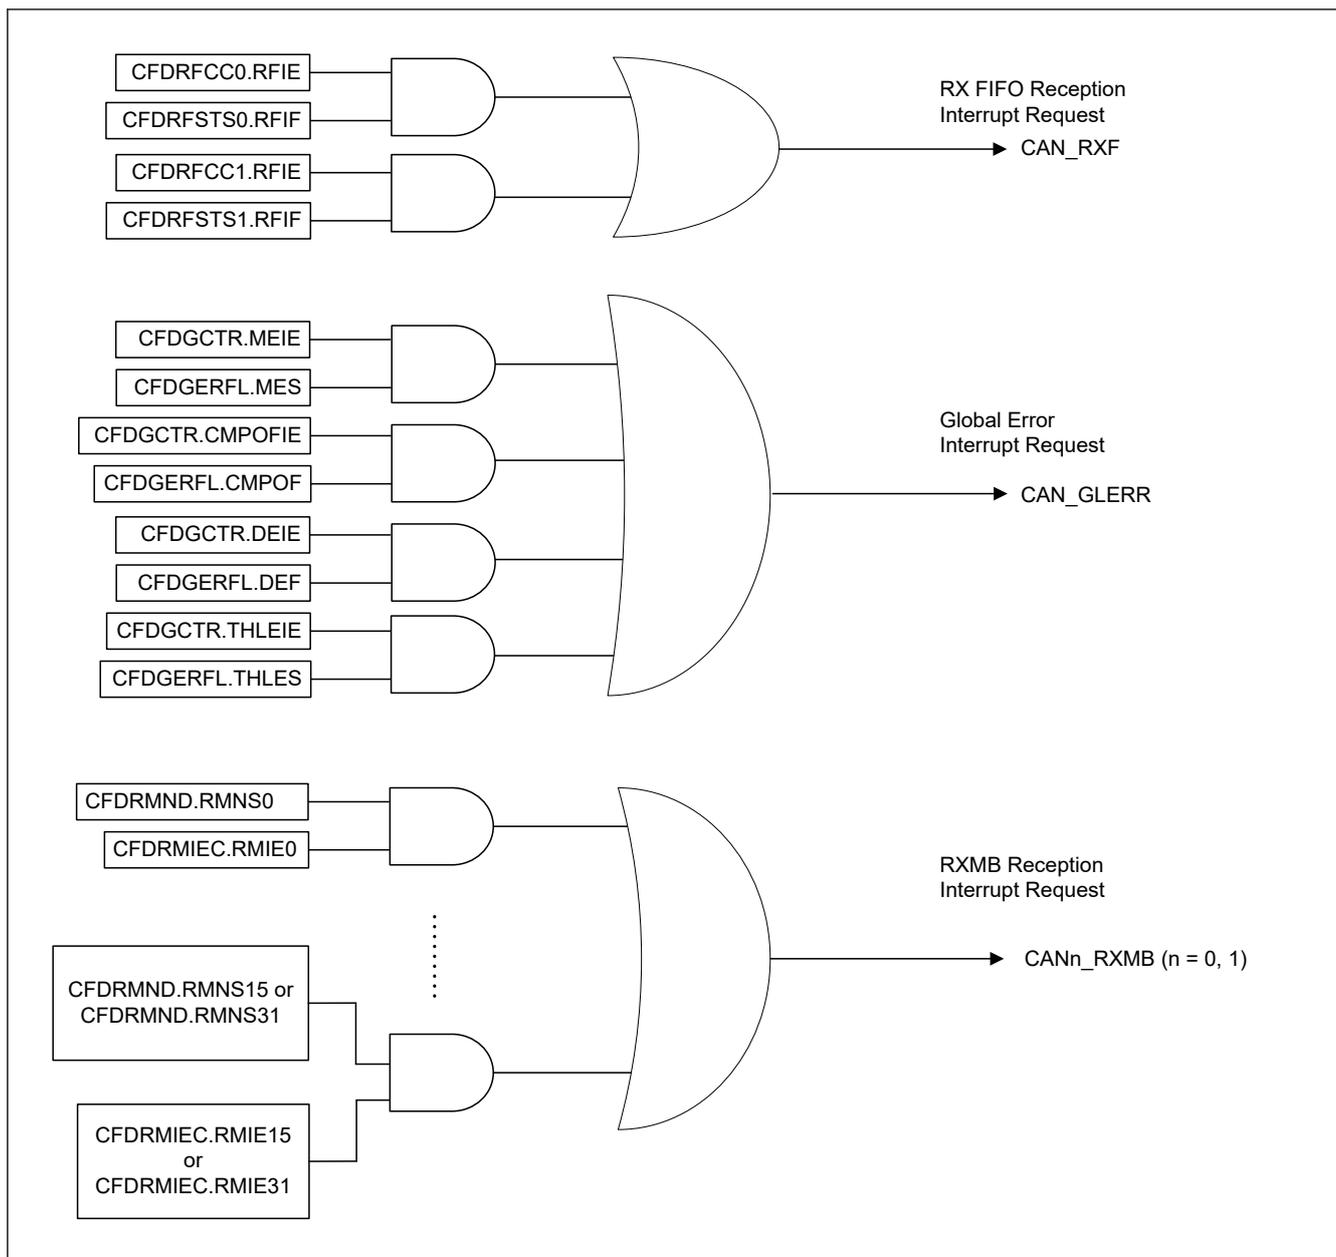 CFDRFCC0.RFIE
CFDRFSTS0.RFIF
CFDRFCC1.RFIE
CFDRFSTS1.RFIF
RX FIFO Reception
Interrupt Request
CAN_RXF
CFDGCTR.MEIE
CFDGERFL.MES
CFDGCTR.CMPOFIE
CFDGERFL.CMPOF
CFDGCTR.DEIE
CFDGERFL.DEF
CFDGCTR.THLEIE
CFDGERFL.THLES
Global Error
Interrupt Request
CAN_GLERR
CFDRMND.RMNS0
CFDRMIEC.RMIE0
CFDRMND.RMNS15 or
CFDRMND.RMNS31
CFDRMIEC.RMIE15
or
CFDRMIEC.RMIE31
RXMB Reception
Interrupt Request
CANn_RXMB (n = 0, 1)